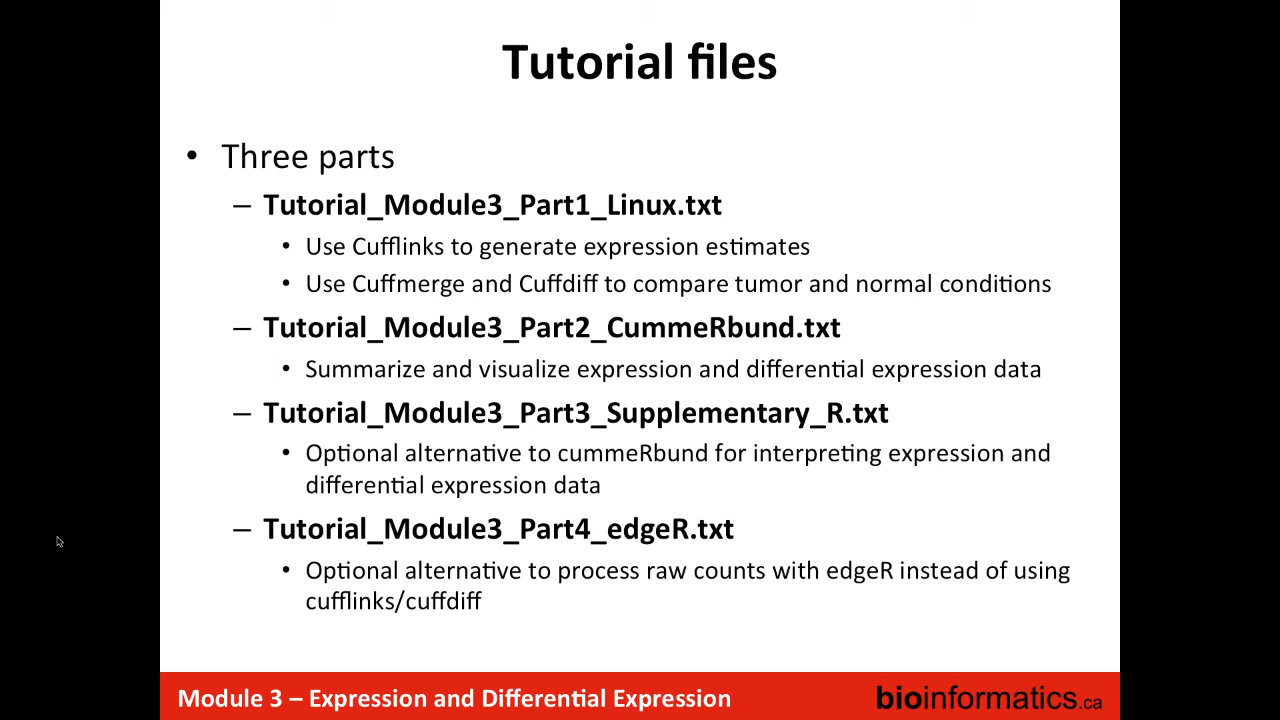 Tutorial files
• Three parts
– Tutorial_Module3_Part1_Linux.txt
• Use Cufflinks to generate expression estimates
• Use Cuffmerge and Cuffdiff to compare tumor and normal conditions
– Tutorial_Module3_Part2_CummeRbund.txt
• Summarize and visualize expression and differential expression data
– Tutorial_Module3_Part3_Supplementary_R.txt
• Optional alternative to cummeRbund for interpreting expression and
differential expression data
– Tutorial_Module3_Part4_edgeR.txt
• Optional alternative to process raw counts with edgeR instead of using
cufflinks/cuffdiff
Module 3 – Expression and Differential Expression
bioinformatics.ca